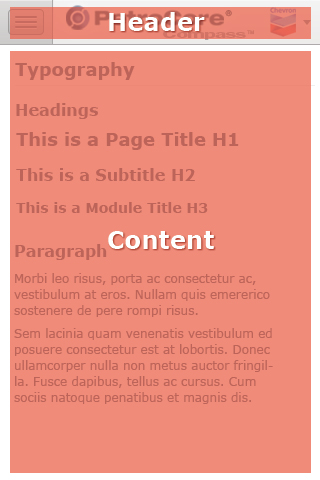 Header
PetroCore®
Compass™
Chooser
Typography
Headings
This is a Page Title H1
This is a Subtitle H2
This is a Module Title H3
Content
Paragraph
Morbi leo risus, porta ac consectetur ac,
vestibulum at eros. Nullam quis emererico
sostenere de pere rompi risus.
Sem lacinia quam venenatis vestibulum ed
posuere consectetur est at lobortis. Donec
ullamcorper nulla non metus auctor fringil-
la. Fusce dapibus, tellus ac cursus. Cum
sociis natoque penatibus et magnis dis.